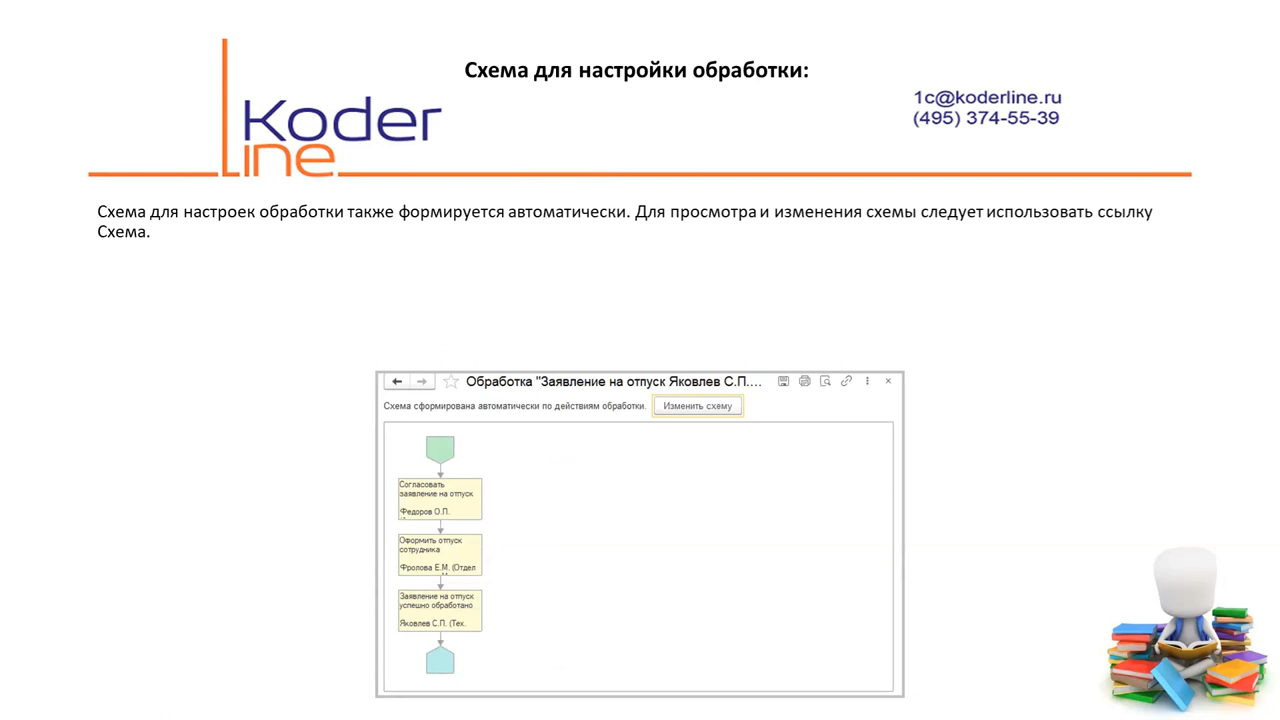 Схема для настройки обработки:
Koder
line
1c@koderline.ru
(495) 374-55-39
Схема для настроек обработки также формируется автоматически. Для просмотра и изменения схемы следует использовать ссылку
Схема.
Обработка "Заявление на отпуск Яковлев С.П....
Схема сформирована автоматически по действиям обработки.
Изменить схему
Согласовать
заявление на отпуск
Федоров О.П.
Оформить отпуск
сотрудника
Фролова Е.М. (Отдел
Заявление на отпуск
успешно обработано
Яковлев С.П. (Тех.